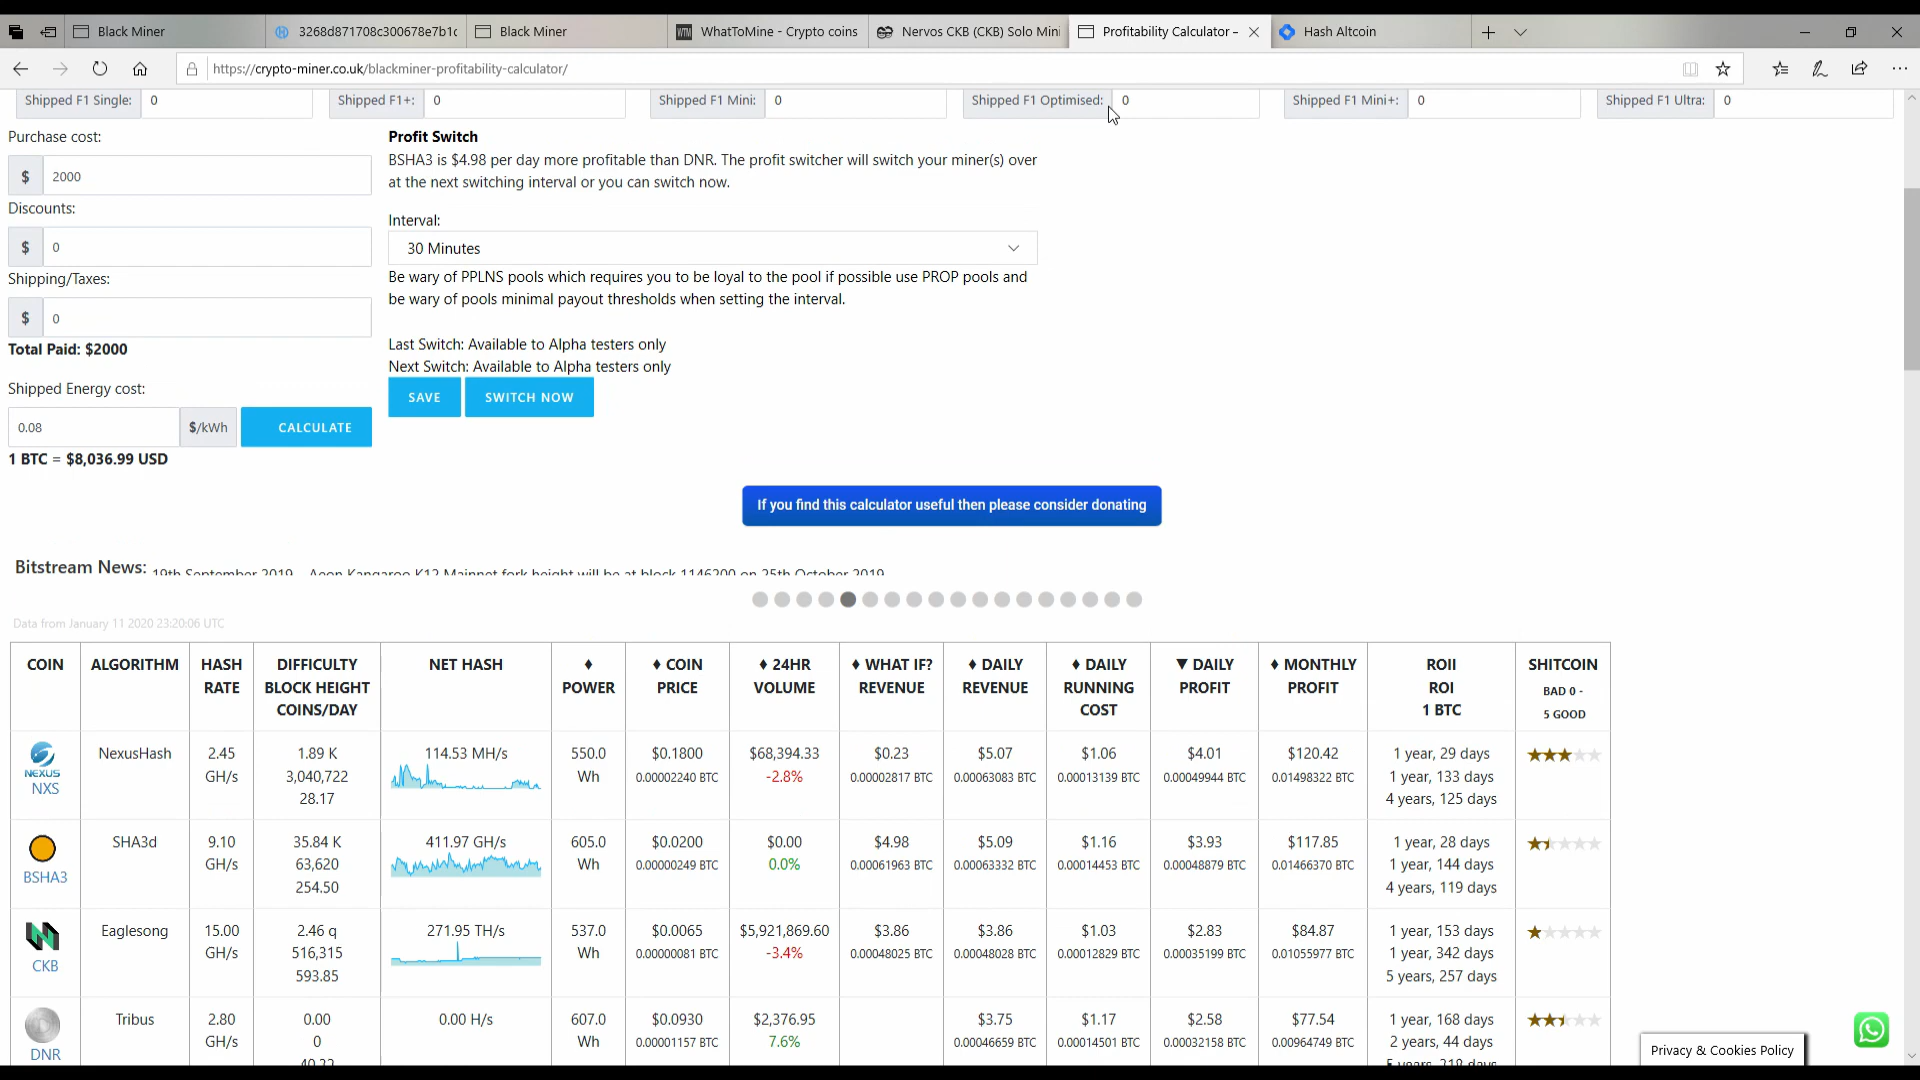 Black Miner
3268d871708c300678e7b1c
Black Miner
WhatToMine - Crypto coins
Nervos CKB (CKB) Solo Mini
Profitability Calculator –
Hash Altcoin
https://crypto-miner.co.uk/blackminer-profitability-calculator/
Shipped F1 Single: 0
Shipped F1+: 0
Shipped F1 Mini: 0
Shipped F1 Optimised: 0
Shipped F1 Mini+: 0
Shipped F1 Ultra: 0
Purchase cost:
$ 2000
Discounts:
$ 0
Shipping/Taxes:
$ 0
Total Paid: $2000
Shipped Energy cost:
0.08 $/kWh CALCULATE
1 BTC = $8,036.99 USD
Profit Switch
BSHA3 is $4.98 per day more profitable than DNR. The profit switcher will switch your miner(s) over
at the next switching interval or you can switch now.
Interval:
30 Minutes
Be wary of PPLNS pools which requires you to be loyal to the pool if possible use PROP pools and
be wary of pools minimal payout thresholds when setting the interval.
Last Switch: Available to Alpha testers only
Next Switch: Available to Alpha testers only
SAVE SWITCH NOW
If you find this calculator useful then please consider donating
Bitstream News: 19th September 2019 - Aeon Kangaroo K12 Mainnet fork height will be at block 1146200 on 25th October 2019
Data from January 11 2020 23:20:06 UTC
COIN ALGORITHM HASH DIFFICULTY NET HASH ♦ ♦ COIN ♦ 24HR ♦ WHAT IF? ♦ DAILY ♦ DAILY ▼ DAILY ♦ MONTHLY ROII SHITCOIN
RATE BLOCK HEIGHT POWER PRICE VOLUME REVENUE REVENUE RUNNING PROFIT PROFIT ROI BAD 0 -
COINS/DAY COST 1 BTC 5 GOOD
NexusHash 2.45 1.89 K 114.53 MH/s 550.0 $0.1800 $68,394.33 $0.23 $5.07 $1.06 $4.01 $120.42 1 year, 29 days
NEXUS GH/s 3,040,722 Wh 0.00002240 BTC -2.8% 0.00002817 BTC 0.00063083 BTC 0.00013139 BTC 0.00049944 BTC 0.01498322 BTC 1 year, 133 days
NXS 28.17 4 years, 125 days
SHA3d 9.10 35.84 K 411.97 GH/s 605.0 $0.0200 $0.00 $4.98 $5.09 $1.16 $3.93 $117.85 1 year, 28 days
GH/s 63,620 Wh 0.00000249 BTC 0.0% 0.00061963 BTC 0.00063332 BTC 0.00014453 BTC 0.00048879 BTC 0.01466370 BTC 1 year, 144 days
BSHA3 254.50 4 years, 119 days
Eaglesong 15.00 2.46 q 271.95 TH/s 537.0 $0.0065 $5,921,869.60 $3.86 $3.86 $1.03 $2.83 $84.87 1 year, 153 days
GH/s 516,315 Wh 0.00000081 BTC -3.4% 0.00048025 BTC 0.00048028 BTC 0.00012829 BTC 0.00035199 BTC 0.01055977 BTC 1 year, 342 days
CKB 593.85 5 years, 257 days
Tribus 2.80 0.00 0.00 H/s 607.0 $0.0930 $2,376.95 $3.75 $1.17 $2.58 $77.54 1 year, 168 days
GH/s 0 Wh 0.00001157 BTC 7.6% 0.00046659 BTC 0.00014501 BTC 0.00032158 BTC 0.00964749 BTC 2 years, 44 days
DNR
Privacy & Cookies Policy